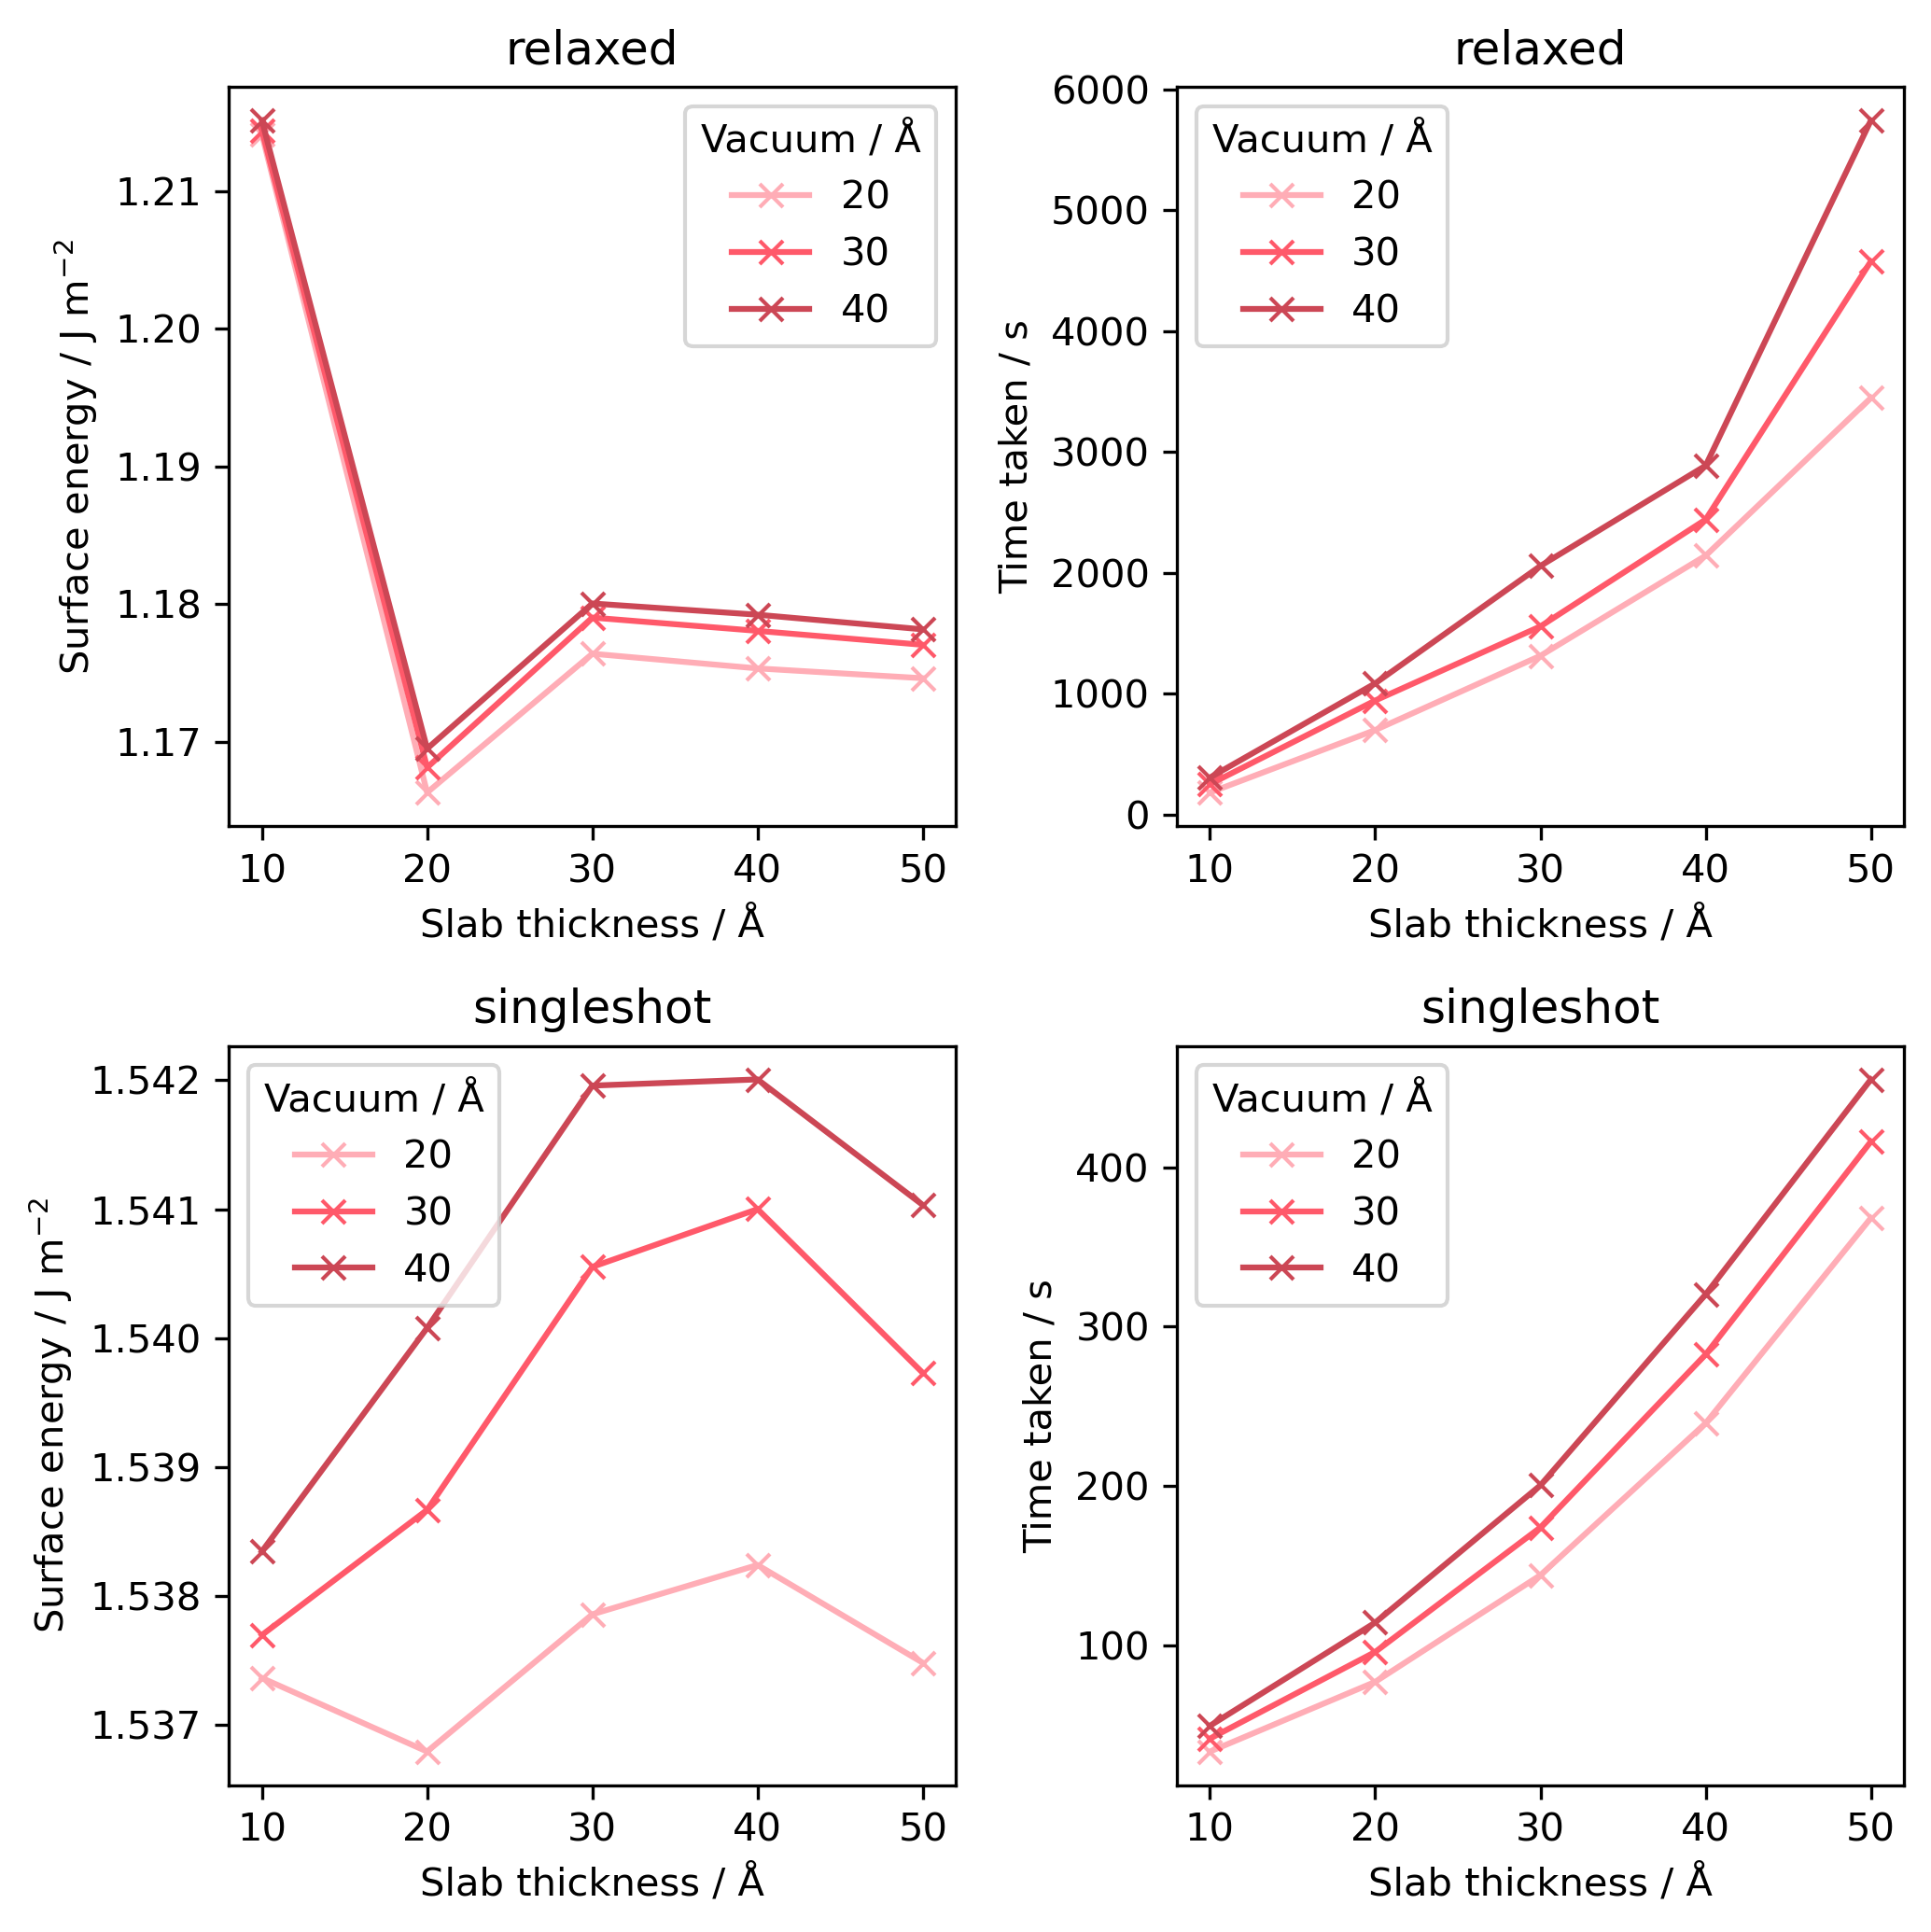 relaxed
Surface energy / J m⁻²
1.21
1.20
1.19
1.18
1.17
Vacuum / Å
20
30
40
10 20 30 40 50
Slab thickness / Å
relaxed
Time taken / s
6000
5000
4000
3000
2000
1000
0
Vacuum / Å
20
30
40
10 20 30 40 50
Slab thickness / Å
singleshot
Surface energy / J m⁻²
1.542
1.541
1.540
1.539
1.538
1.537
Vacuum / Å
20
30
40
10 20 30 40 50
Slab thickness / Å
singleshot
Time taken / s
400
300
200
100
Vacuum / Å
20
30
40
10 20 30 40 50
Slab thickness / Å